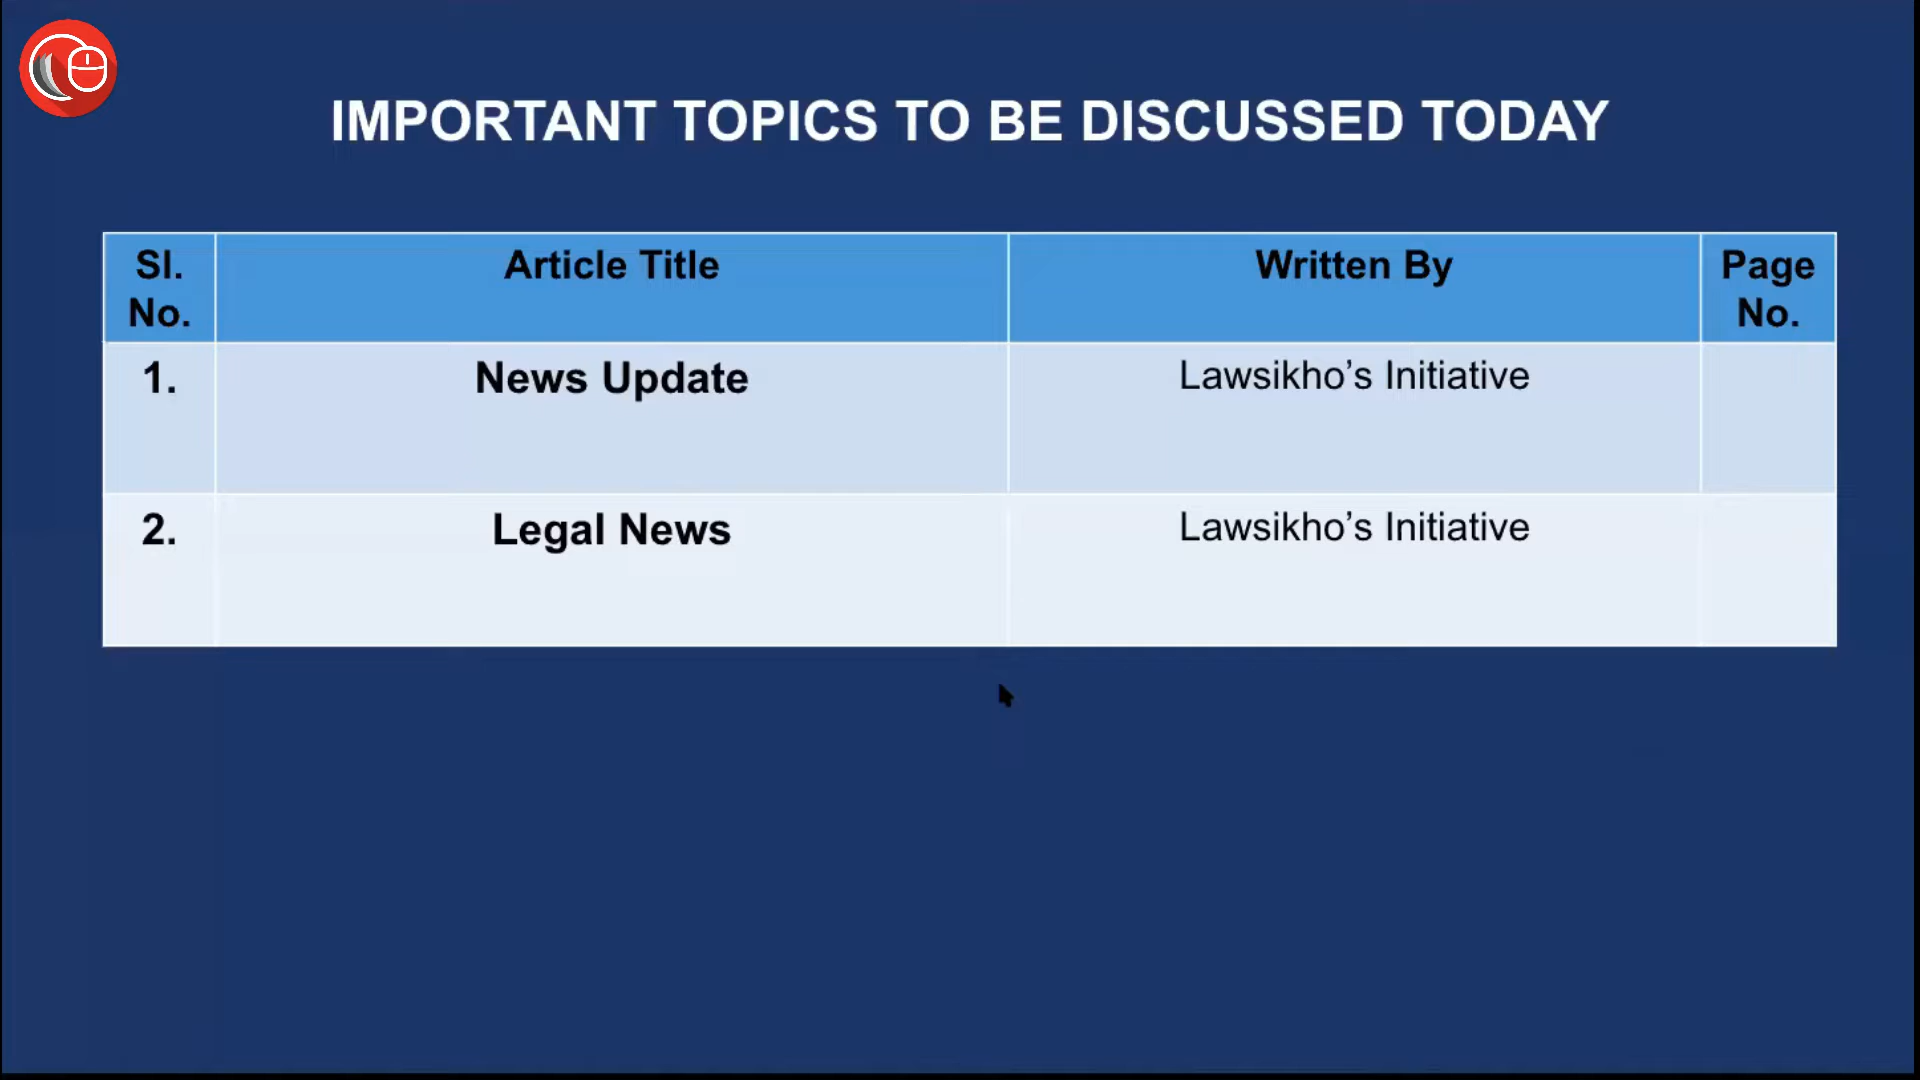 IMPORTANT TOPICS TO BE DISCUSSED TODAY
Sl. No. Article Title Written By Page No.
1. News Update Lawsikho’s Initiative
2. Legal News Lawsikho’s Initiative